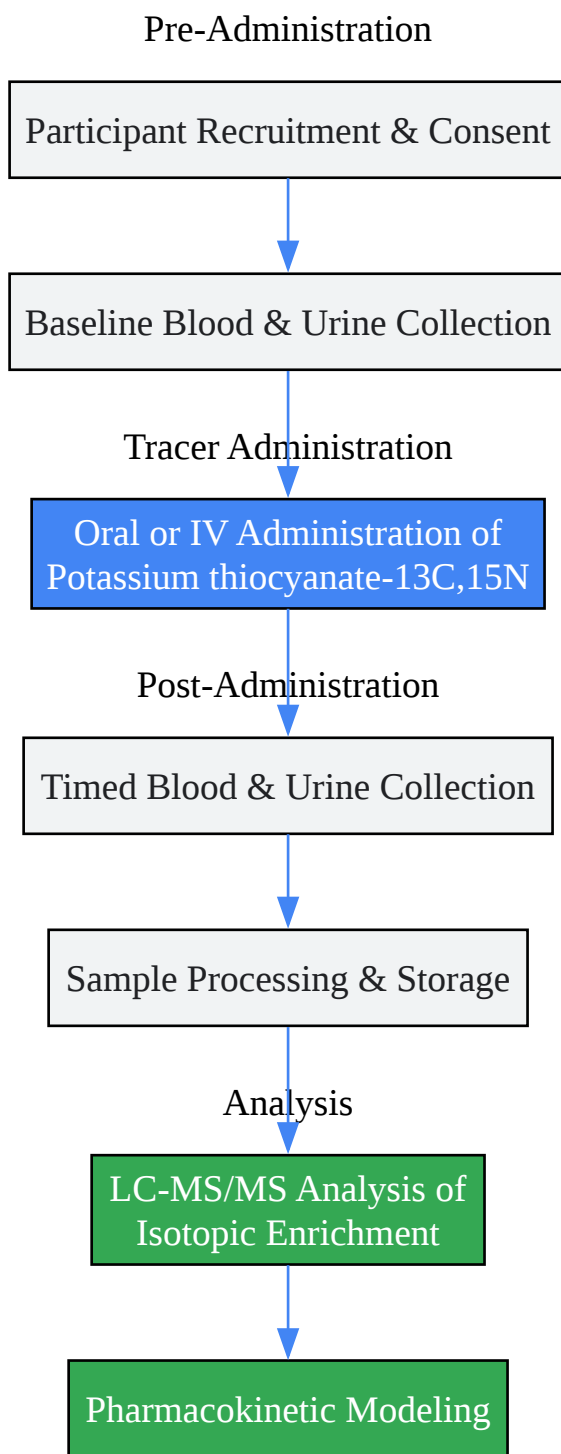 Pre-Administration
Participant Recruitment & Consent
Baseline Blood & Urine Collection
Tracer Administration
Oral or IV Administration of
Potassium thiocyanate-13C,15N
Post-Administration
Timed Blood & Urine Collection
Sample Processing & Storage
Analysis
LC-MS/MS Analysis of
Isotopic Enrichment
Pharmacokinetic Modeling